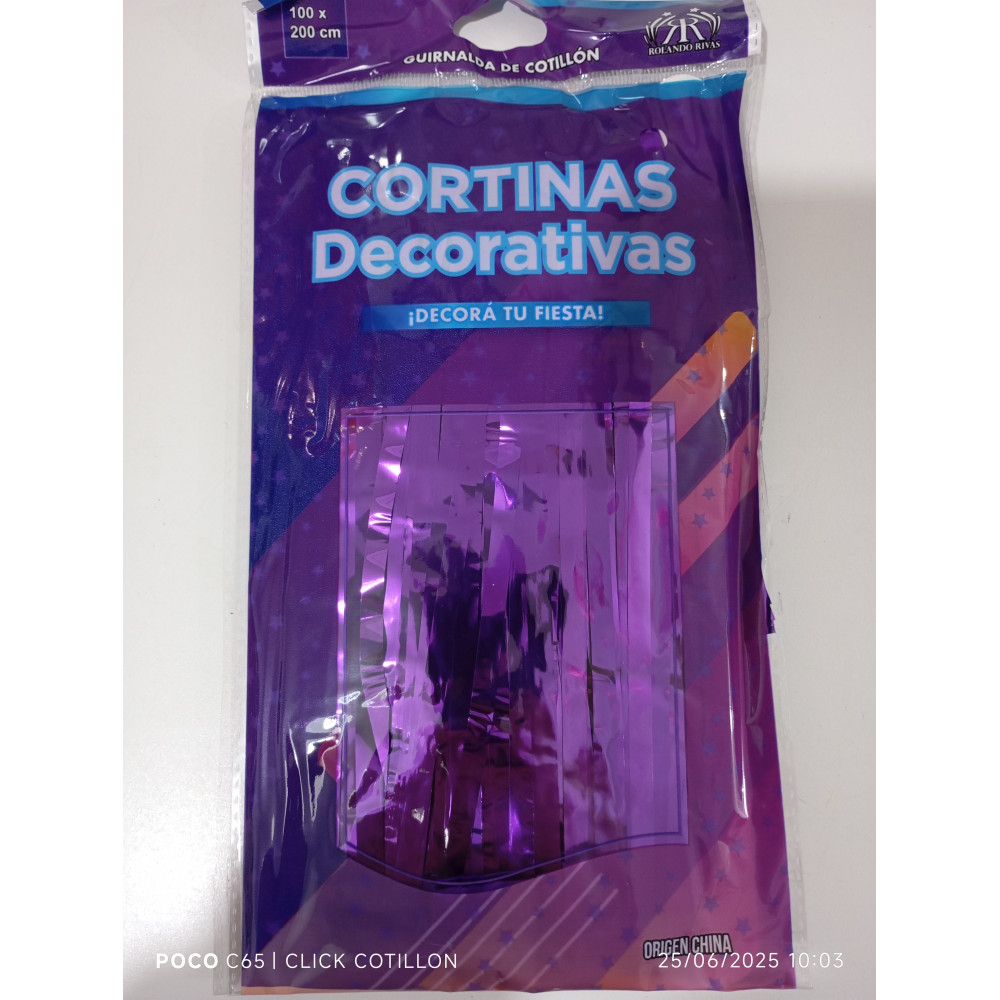 100 x
200 cm
GUIRNALDA DE COTILLÓN
RR
ROLANDO RIVAS
CORTINAS
Decorativas
¡DECORÁ TU FIESTA!
ORIGEN CHINA
POCO C65 | CLICK COTILLON
25/06/2025 10:03